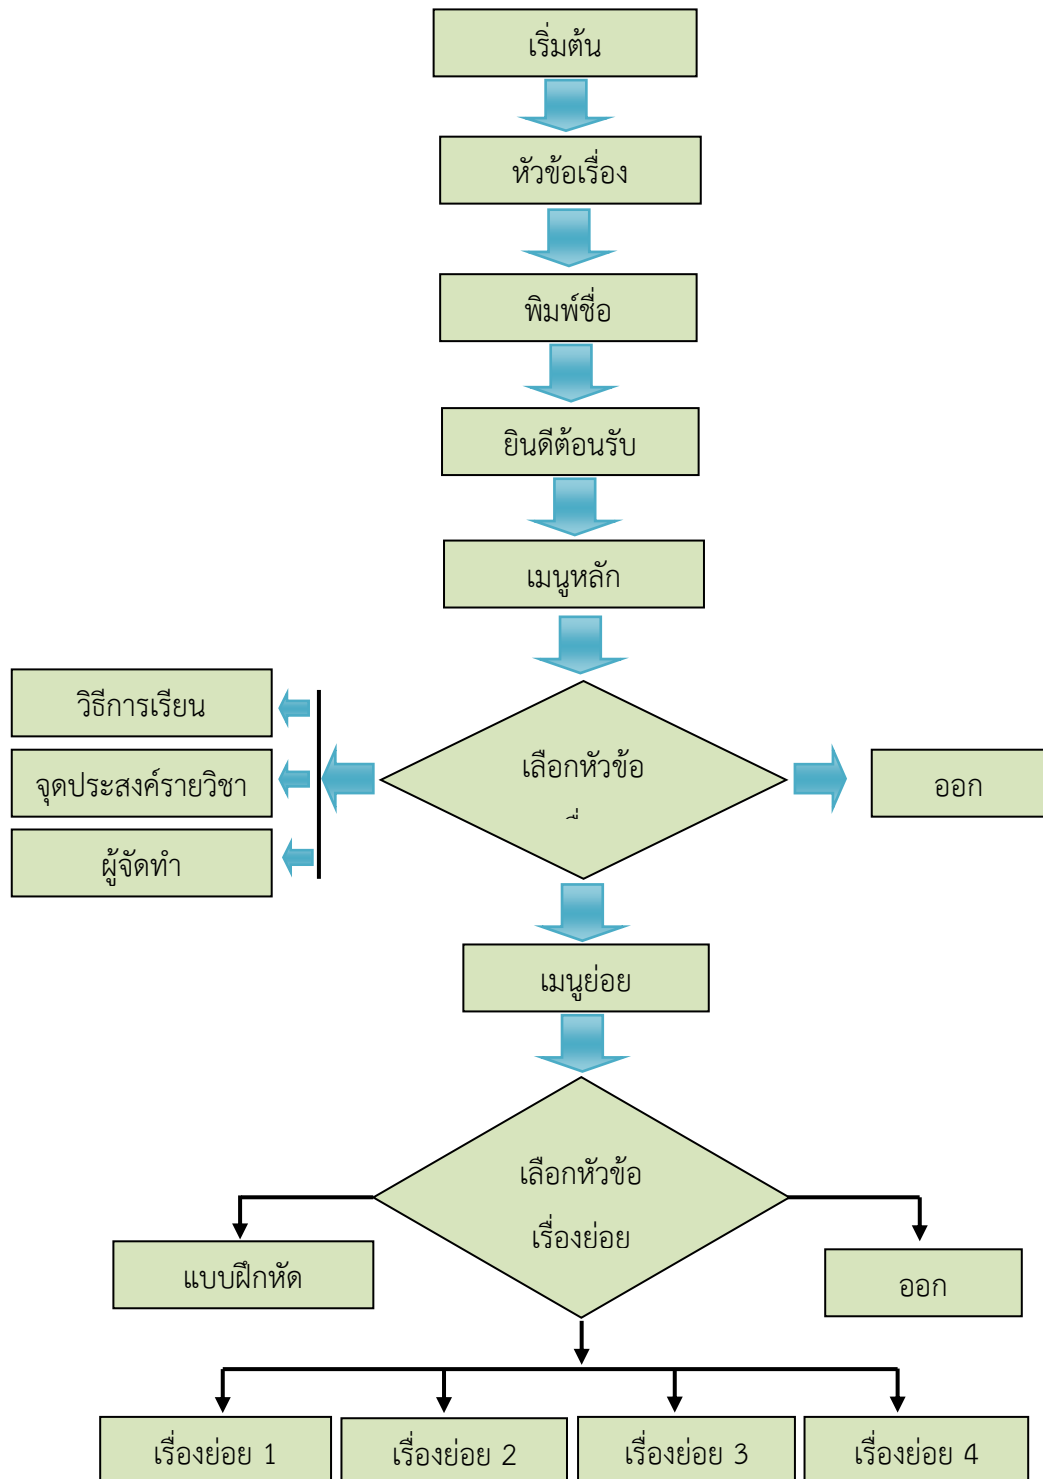 เริ่มต้น
หัวข้อเรื่อง
พิมพ์ชื่อ
ยินดีต้อนรับ
เมนูหลัก
วิธีการเรียน
จุดประสงค์รายวิชา
ผู้จัดทำ
เลือกหัวข้อ
ออก
เมนูย่อย
เลือกหัวข้อ
เรื่องย่อย
แบบฝึกหัด
ออก
เรื่องย่อย 1
เรื่องย่อย 2
เรื่องย่อย 3
เรื่องย่อย 4